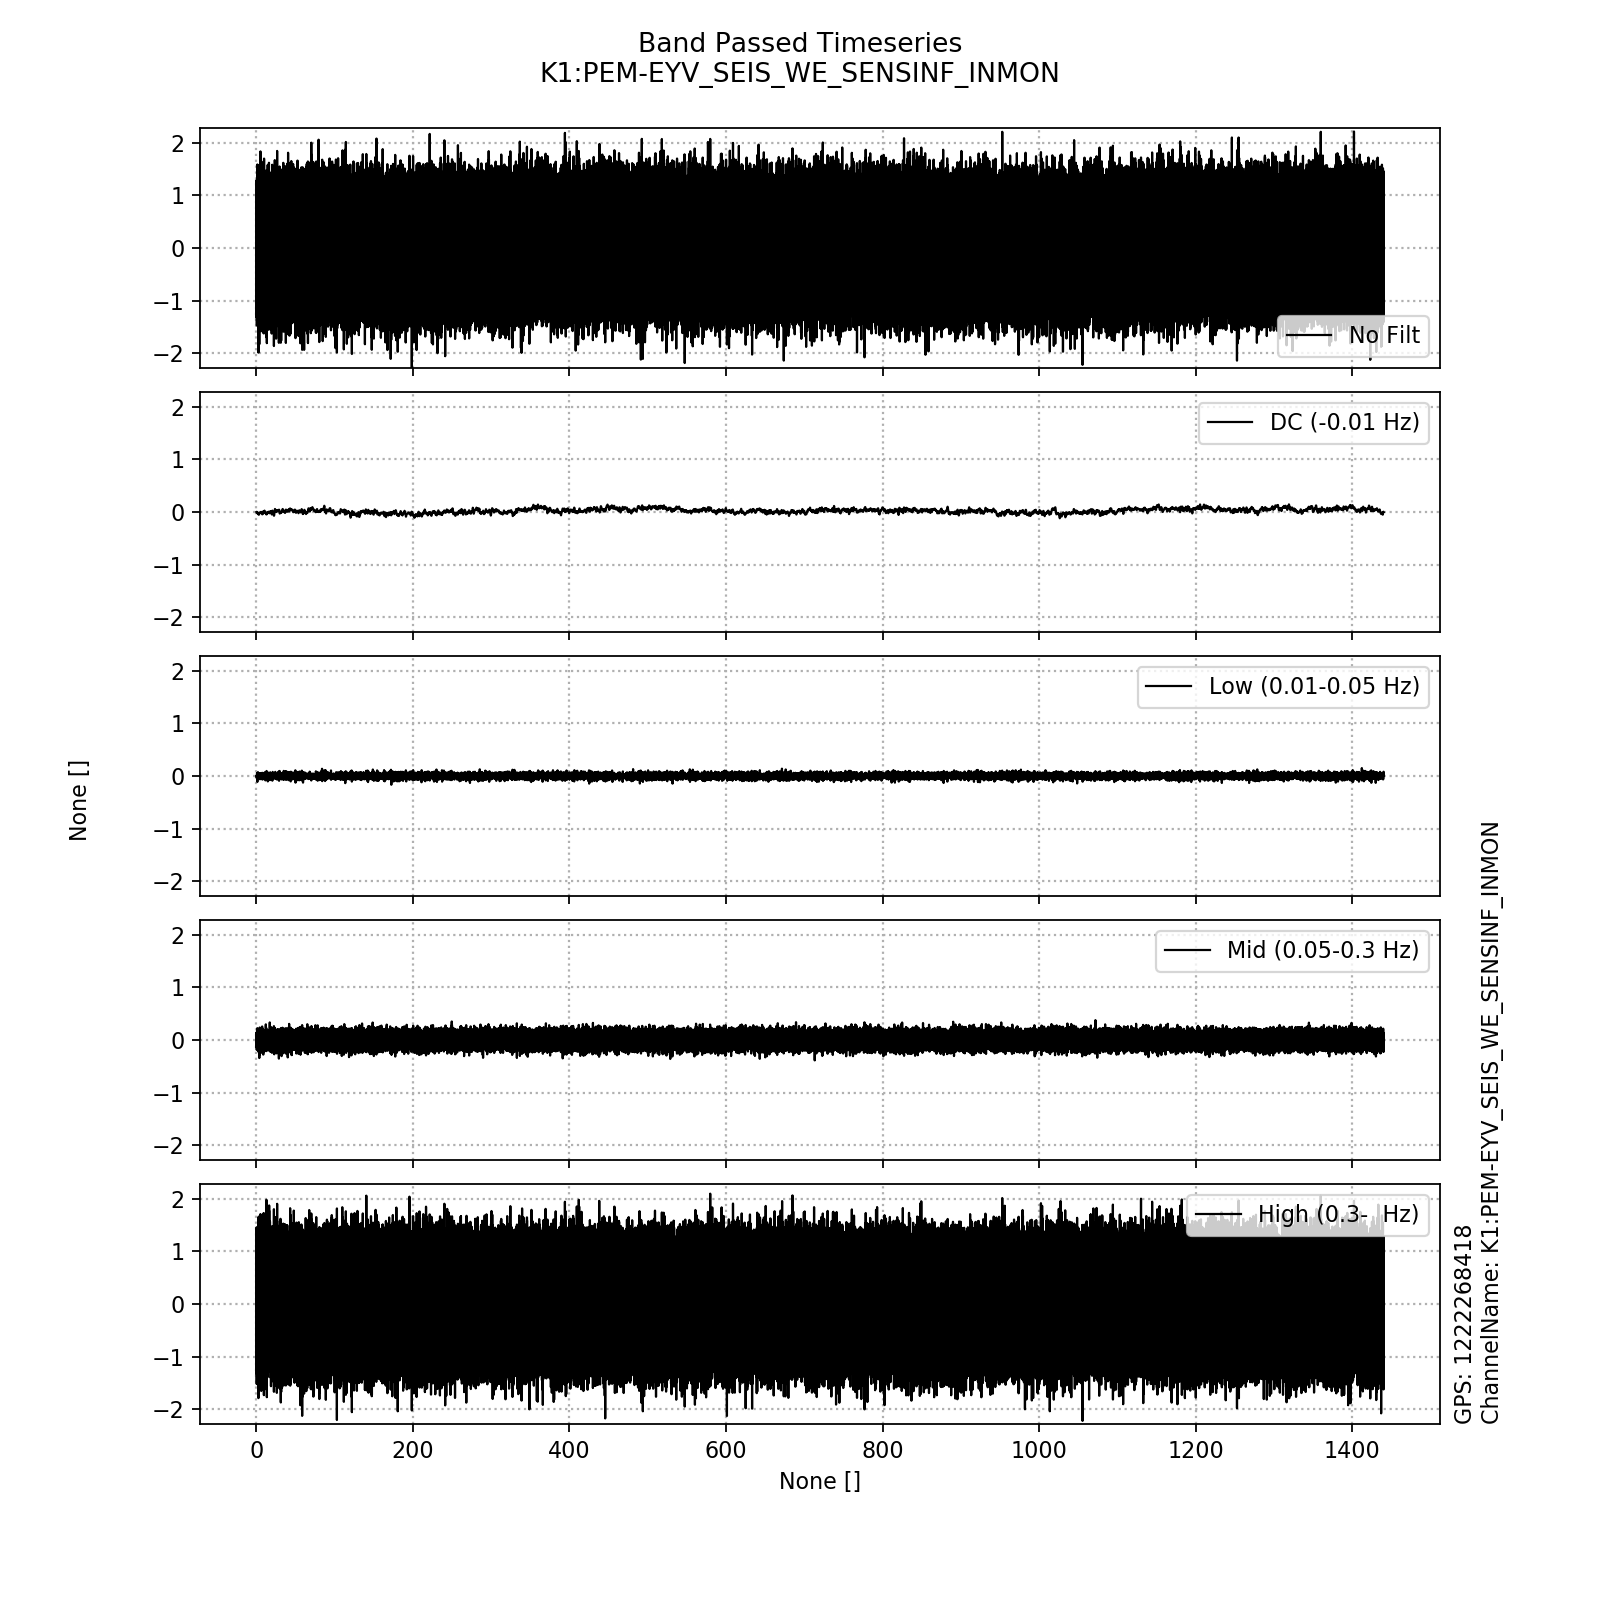 Band Passed Timeseries
K1:PEM-EYV_SEIS_WE_SENSINF_INMON
2
1
0
−1
−2
No Filt
2
1
0
−1
−2
DC (-0.01 Hz)
2
1
0
−1
−2
Low (0.01-0.05 Hz)
None []
2
1
0
−1
−2
Mid (0.05-0.3 Hz)
2
1
0
−1
−2
High (0.3-  Hz)
0 200 400 600 800 1000 1200 1400
None []
GPS: 1222268418
ChannelName: K1:PEM-EYV_SEIS_WE_SENSINF_INMON